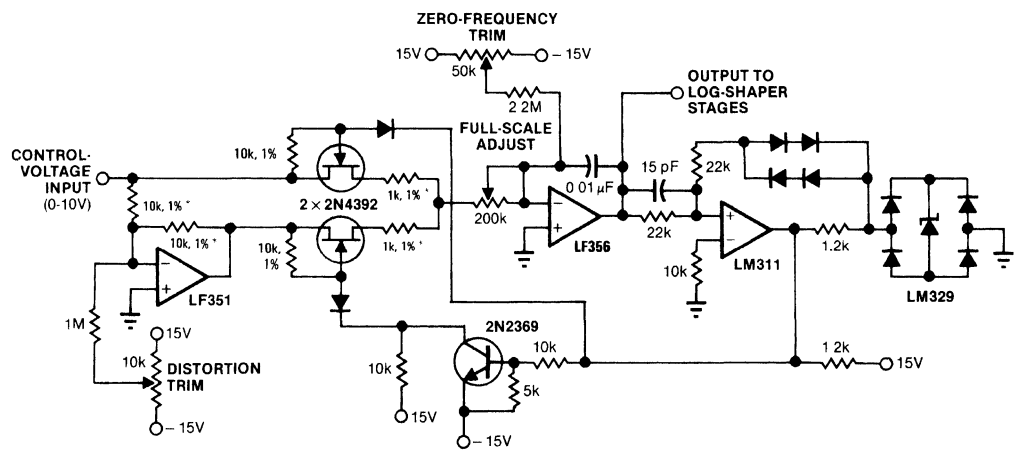 ZERO-FREQUENCY
TRIM
15V
– 15V
50k
2 2M
OUTPUT TO
LOG-SHAPER
STAGES
FULL-SCALE
ADJUST
CONTROL-
VOLTAGE
INPUT
(0-10V)
10k, 1%
2 × 2N4392
1k, 1% +
10k, 1% +
10k, 1% +
10k,
1%
1k, 1% +
200k
0 01 µF
15 pF
22k
22k
–
+
LF356
+
–
LM311
1.2k
10k
LM329
–
+
LF351
1M
15V
10k
DISTORTION
TRIM
– 15V
10k
15V
2N2369
10k
5k
– 15V
1 2k
15V